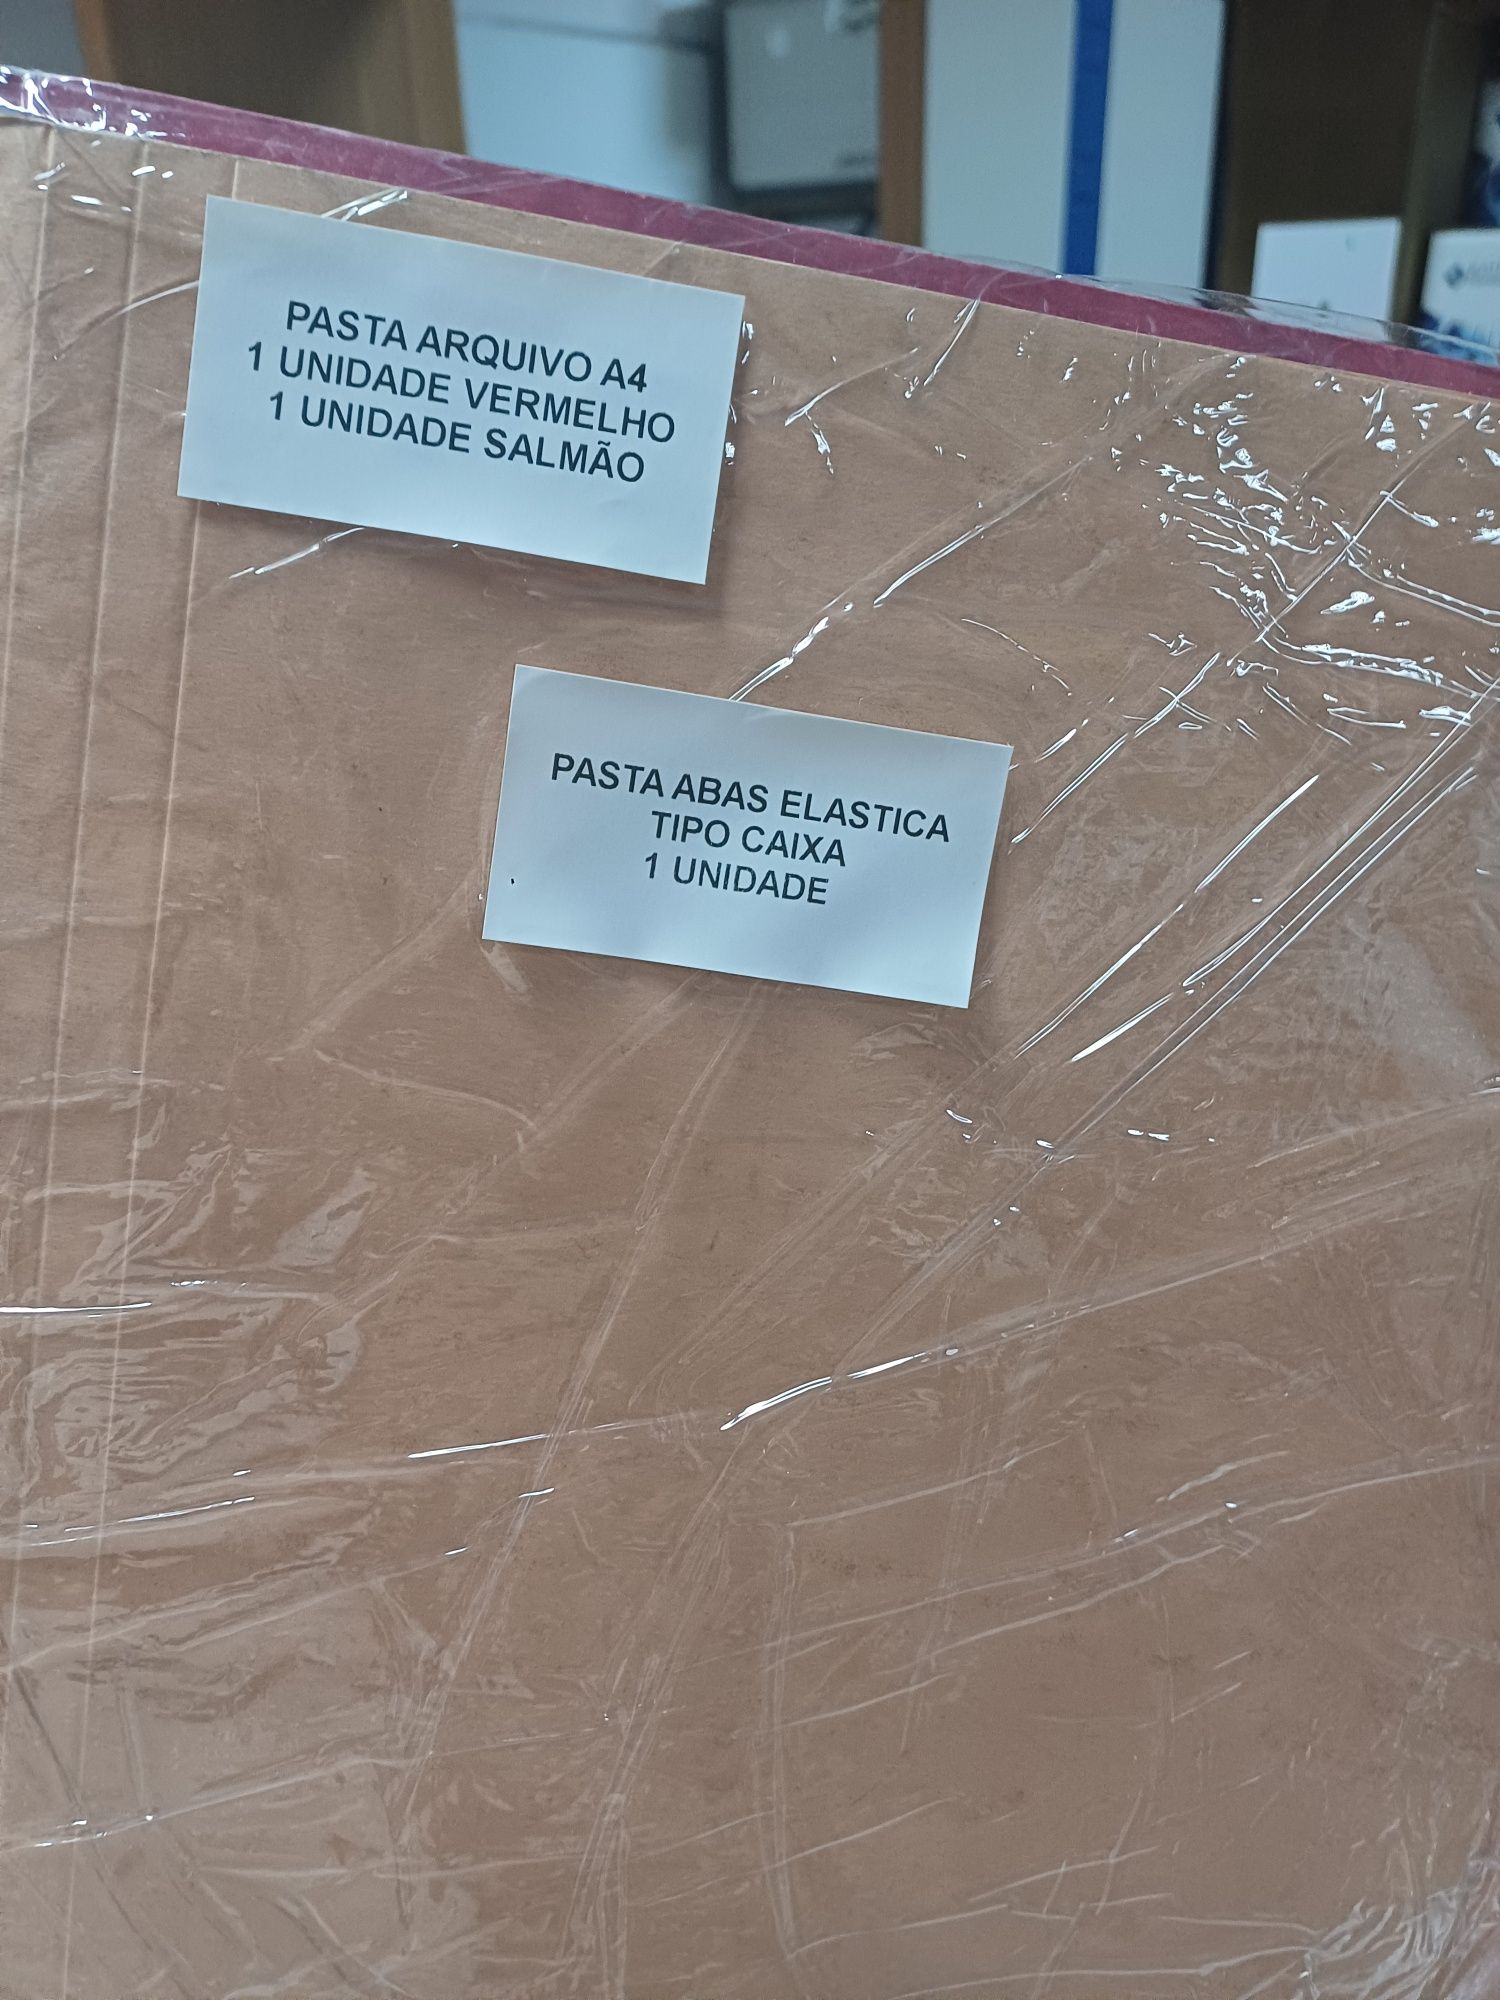 PASTA ARQUIVO A4
1 UNIDADE VERMELHO
1 UNIDADE SALMÃO
PASTA ABAS ELASTICA
TIPO CAIXA
1 UNIDADE